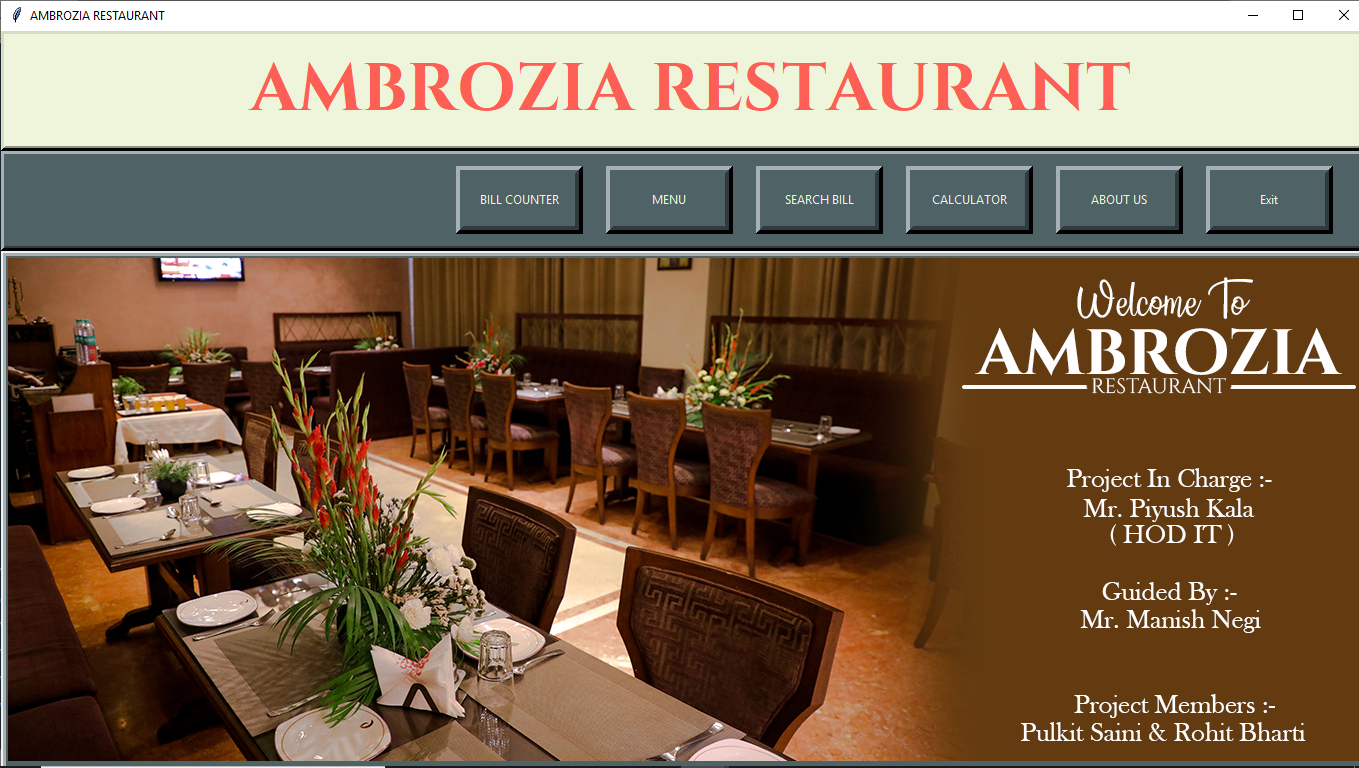 AMBROZIA RESTAURANT
AMBROZIA RESTAURANT
BILL COUNTER
MENU
SEARCH BILL
CALCULATOR
ABOUT US
Exit
Welcome To
AMBROZIA
RESTAURANT
Project In Charge :-
Mr. Piyush Kala
( HOD IT )
Guided By :-
Mr. Manish Negi
Project Members :-
Pulkit Saini & Rohit Bharti